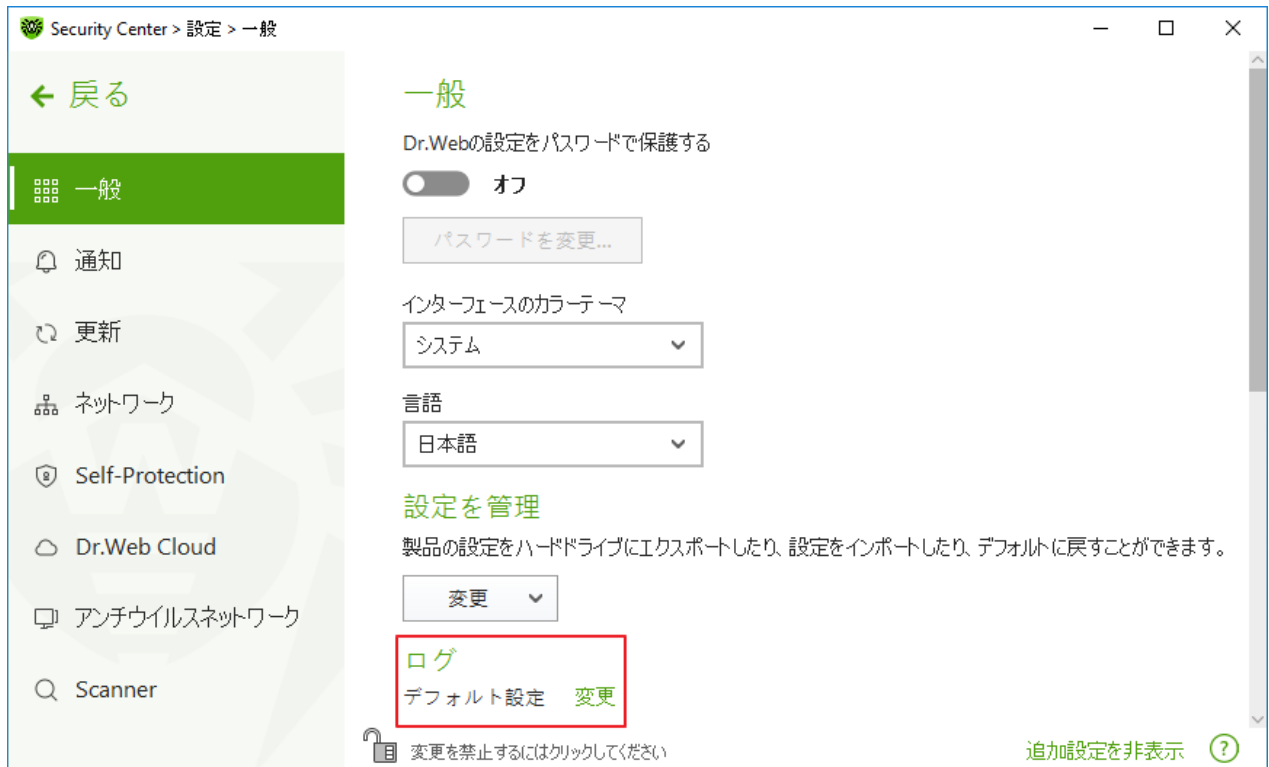 Security Center > 設定 > 一般
戻る
一般
通知
更新
ネットワーク
Self-Protection
Dr.Web Cloud
アンチウイルスネットワーク
Scanner
一般
Dr.Webの設定をパスワードで保護する
オフ
パスワードを変更...
インターフェースのカラーテーマ
システム
言語
日本語
設定を管理
製品の設定をハードドライブにエクスポートしたり、設定をインポートしたり、デフォルトに戻すことができます。
変更
ログ
デフォルト設定 変更
変更を禁止するにはクリックしてください
追加設定を非表示 ?